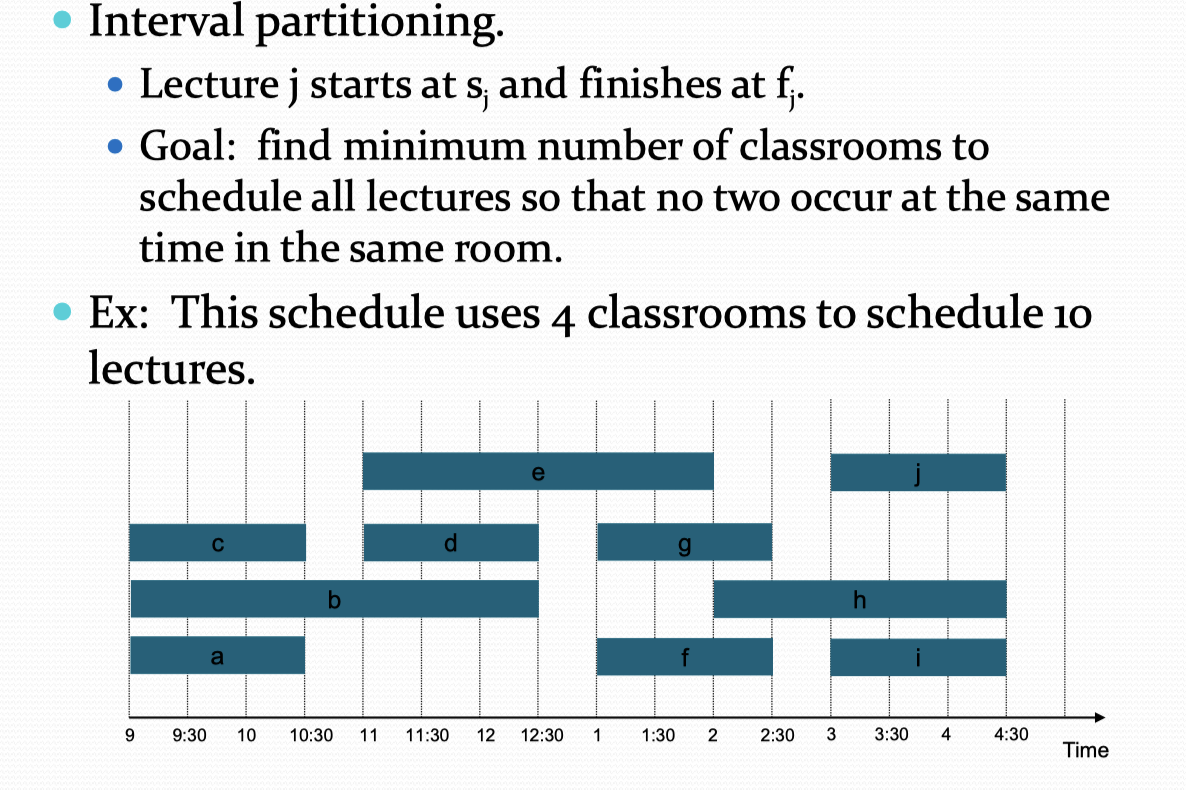 Interval partitioning.
Lecture j starts at sj and finishes at fj.
Goal: find minimum number of classrooms to
schedule all lectures so that no two occur at the same
time in the same room.
Ex: This schedule uses 4 classrooms to schedule 10
lectures.
e
j
c
d
g
b
h
a
f
i
9 9:30 10 10:30 11 11:30 12 12:30 1 1:30 2 2:30 3 3:30 4 4:30
Time